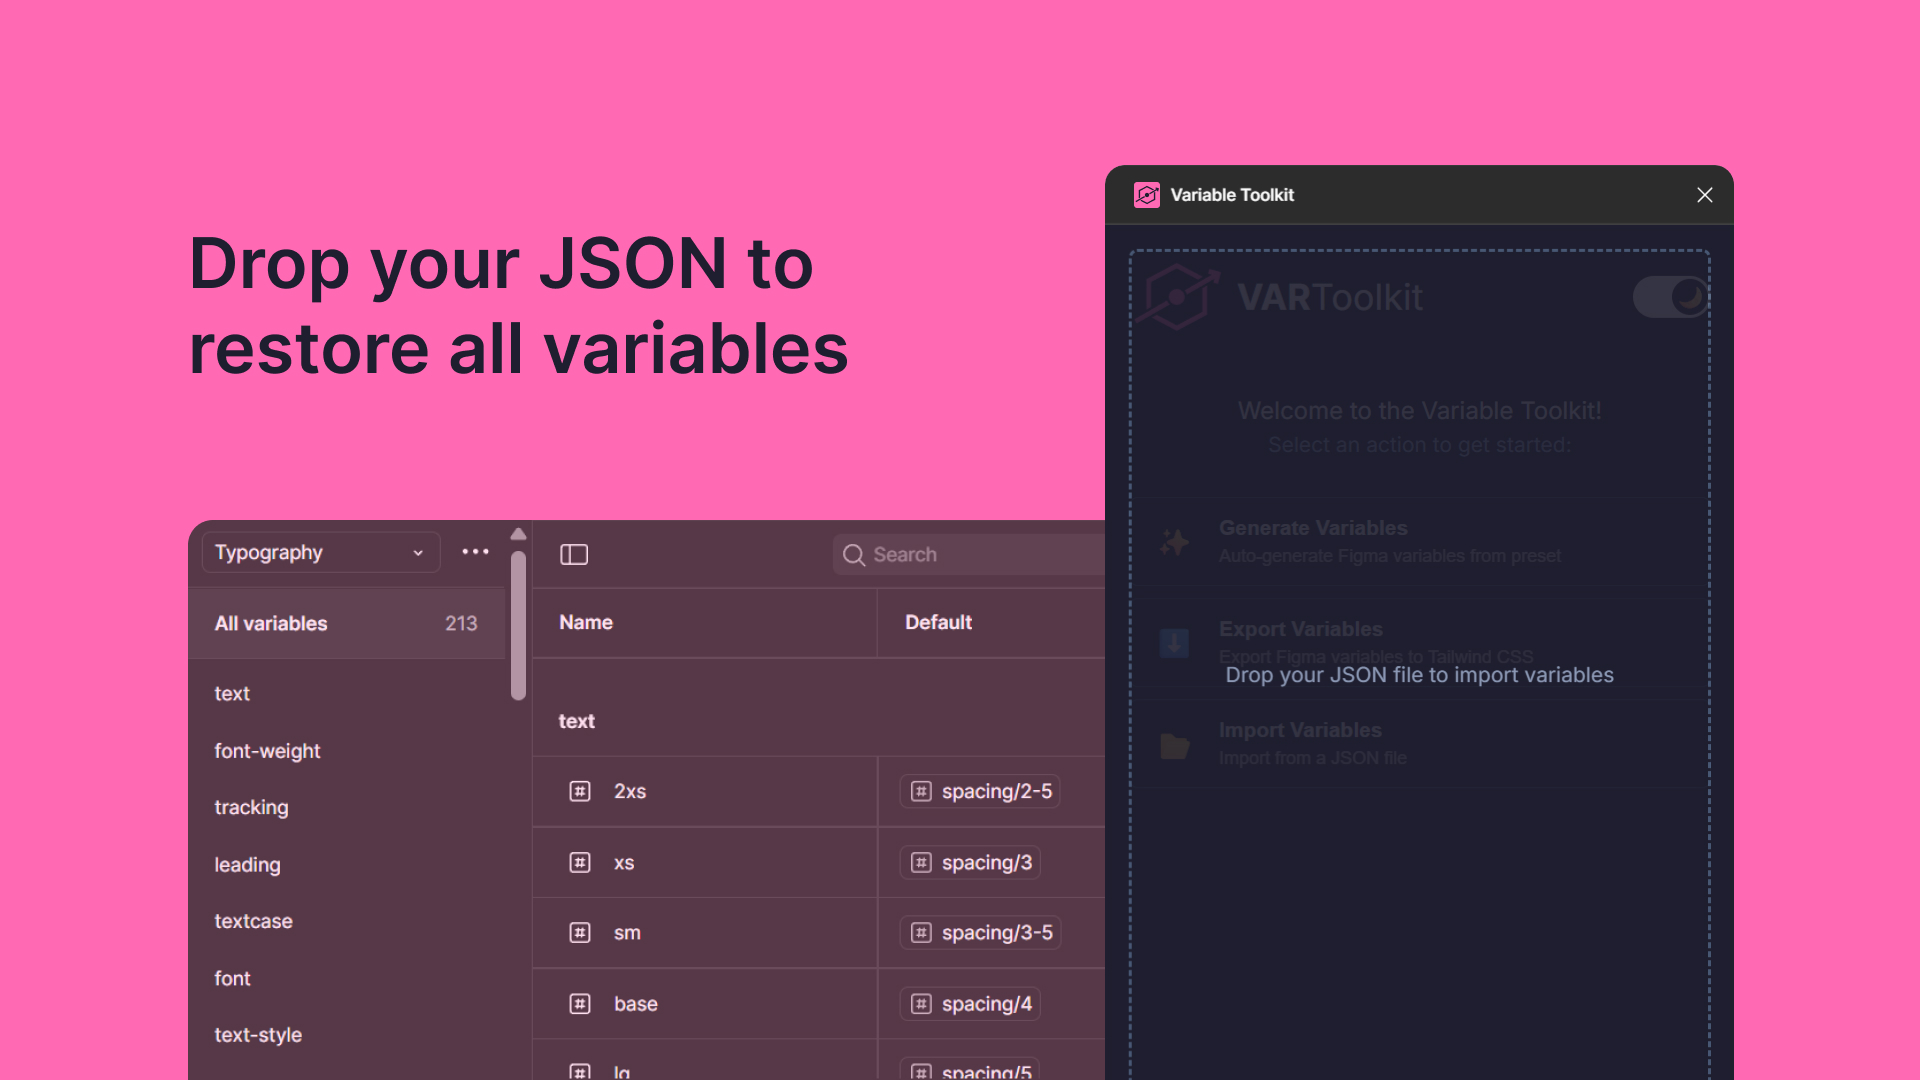 Drop your JSON to
restore all variables
Typography
All variables 213
text
font-weight
tracking
leading
textcase
font
text-style
Search
Name Default
text
2xs spacing/2-5
xs spacing/3
sm spacing/3-5
base spacing/4
lg spacing/5
Variable Toolkit
VARToolkit
Welcome to the Variable Toolkit!
Select an action to get started:
Generate Variables
Auto-generate Figma variables from preset
Export Variables
Export Figma variables to Tailwind CSS
Drop your JSON file to import variables
Import Variables
Import from a JSON file